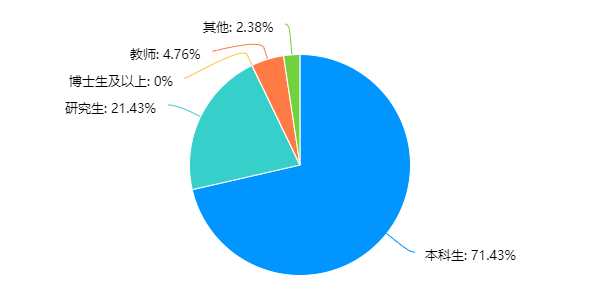 其他: 2.38%
教师: 4.76%
博士生及以上: 0%
研究生: 21.43%
本科生: 71.43%